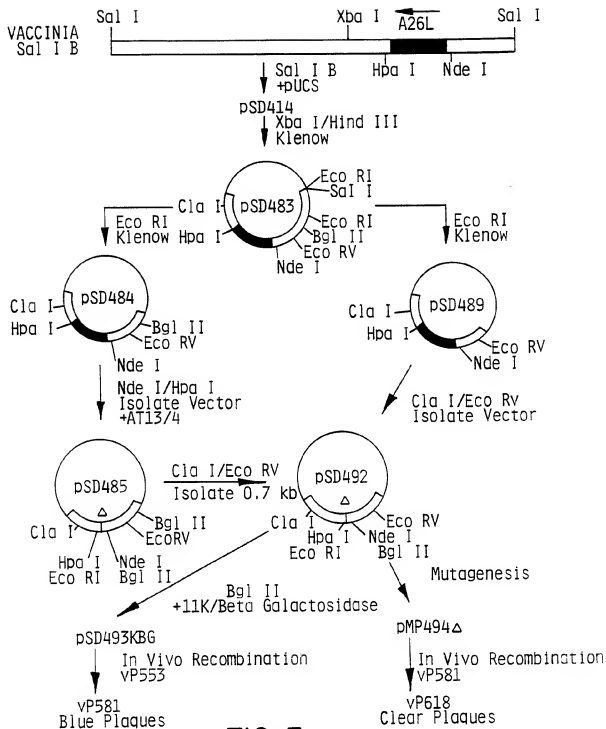 Sal I
Xba I
A26L
Sal I
VACCINIA
Sal I B
Hpa I
Nde I
Sal I B
+pUCS
pSD414
Xba I/Hind III
Klenow
Eco RI
Sal I
Cla I
pSD483
Eco RI
Hpa I
Bgl II
Eco RV
Nde I
Eco RI
Klenow
Eco RI
Klenow
pSD484
Cla I
Hpa I
Bgl II
Eco RV
Nde I
pSD489
Cla I
Hpa I
Eco RV
Nde I
Nde I/Hpa I
Isolate Vector
+AT13/4
Cla I/Eco Rv
Isolate Vector
pSD485
Δ
Cla I
Bgl II
EcoRV
Hpa I
Nde I
Eco RI
Bgl II
Cla I/Eco RV
Isolate 0.7 kb
pSD492
Δ
Cla I
Eco RV
Hpa I
Nde I
Eco RI
Bgl II
Bgl II
+11K/Beta Galactosidase
Mutagenesis
pSD493KBG
pMP494Δ
In Vivo Recombination
vP553
In Vivo Recombination
vP581
vP581
Blue Plaques
vP618
Clear Plaques